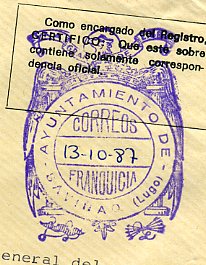 Como encargado del Registro,
CERTIFICO: Que este sobre
contiene solamente correspon-
dencia oficial.
AYUNTAMIENTO DE
CORREOS
13-10-87
FRANQUICIA
(Lugo)
eneral del